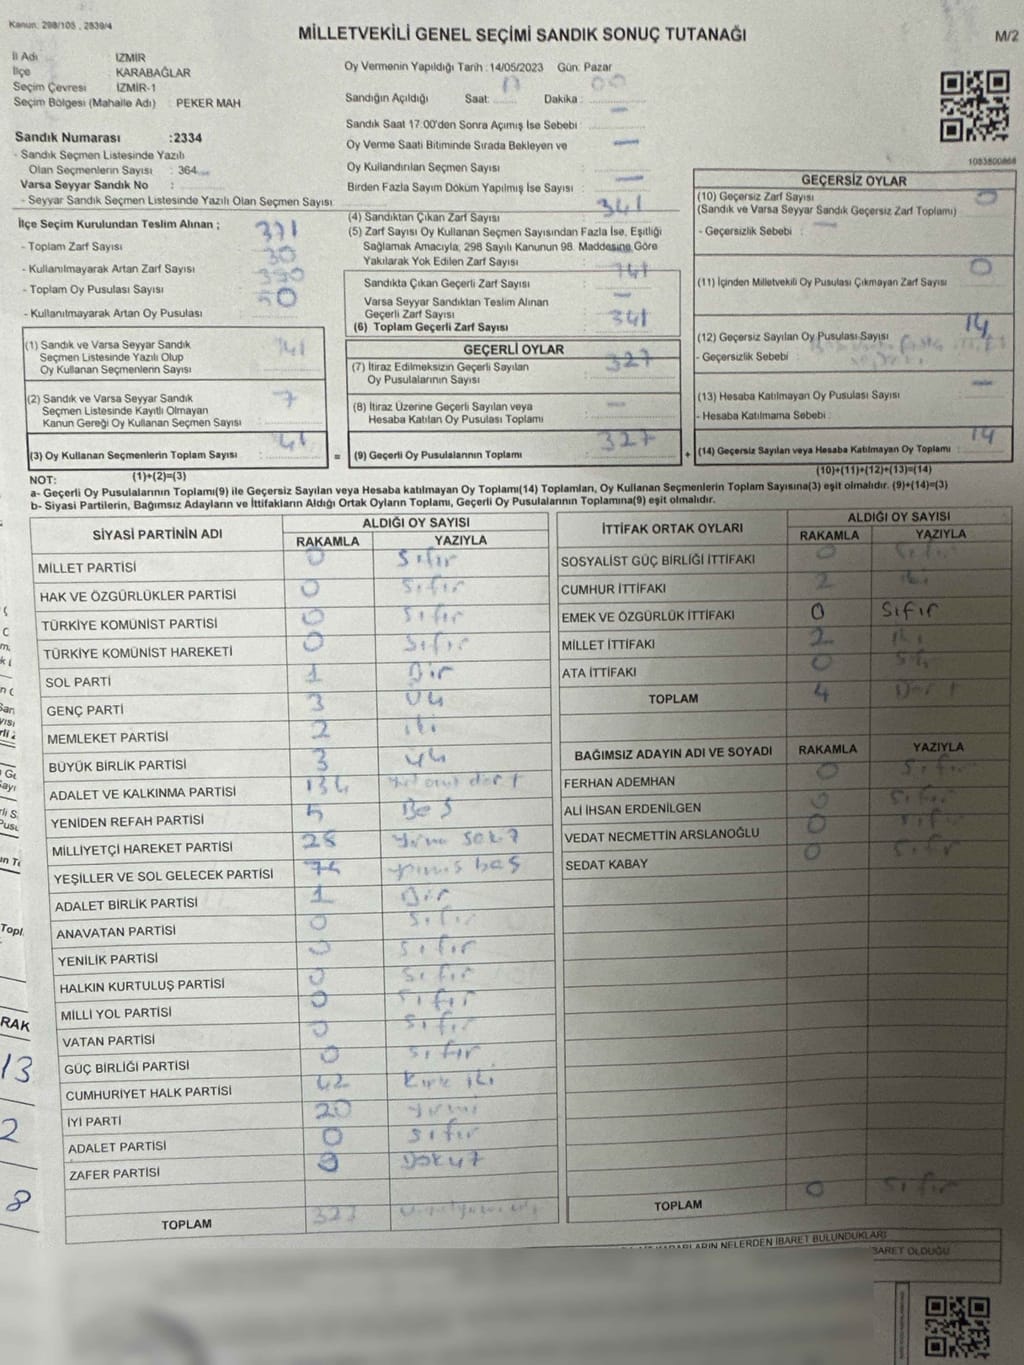 Kanun: 298/105 , 2839/4
MİLLETVEKİLİ GENEL SEÇİMİ SANDIK SONUÇ TUTANAĞI
M/2
İl Adı : İZMİR
İlçe : KARABAĞLAR
Seçim Çevresi : İZMİR-1
Seçim Bölgesi (Mahalle Adı) : PEKER MAH
Sandık Numarası :2334
- Sandık Seçmen Listesinde Yazılı
Olan Seçmenlerin Sayısı : 364
Varsa Seyyar Sandık No :
- Seyyar Sandık Seçmen Listesinde Yazılı Olan Seçmen Sayısı :
Oy Vermenin Yapıldığı Tarih :14/05/2023 Gün: Pazar
Sandığın Açıldığı Saat: 17 Dakika : 00
Sandık Saat 17.00'den Sonra Açımış İse Sebebi : —
Oy Verme Saati Bitiminde Sırada Bekleyen ve
Oy Kullandırılan Seçmen Sayısı : —
Birden Fazla Sayım Döküm Yapılmış İse Sayısı : —
1083800868
İlçe Seçim Kurulundan Teslim Alınan ;
- Toplam Zarf Sayısı : 371
- Kullanılmayarak Artan Zarf Sayısı : 30
- Toplam Oy Pusulası Sayısı :
- Kullanılmayarak Artan Oy Pusulası : 50
(1) Sandık ve Varsa Seyyar Sandık
Seçmen Listesinde Yazılı Olup
Oy Kullanan Seçmenlerin Sayısı :
(2) Sandık ve Varsa Seyyar Sandık
Seçmen Listesinde Kayıtlı Olmayan
Kanun Gereği Oy Kullanan Seçmen Sayısı : 7
(3) Oy Kullanan Seçmenlerin Toplam Sayısı :
(4) Sandıktan Çıkan Zarf Sayısı : 341
(5) Zarf Sayısı Oy Kullanan Seçmen Sayısından Fazla İse, Eşitliği
Sağlamak Amacıyla, 298 Sayılı Kanunun 98. Maddesine Göre
Yakılarak Yok Edilen Zarf Sayısı :
Sandıkta Çıkan Geçerli Zarf Sayısı :
Varsa Seyyar Sandıktan Teslim Alınan
Geçerli Zarf Sayısı : —
(6) Toplam Geçerli Zarf Sayısı : 341
GEÇERLİ OYLAR
(7) İtiraz Edilmeksizin Geçerli Sayılan
Oy Pusulalarının Sayısı : 327
(8) İtiraz Üzerine Geçerli Sayılan veya
Hesaba Katılan Oy Pusulası Toplamı : —
= (9) Geçerli Oy Pusulalarının Toplamı : 327
GEÇERSİZ OYLAR
(10) Geçersiz Zarf Sayısı : 0
(Sandık ve Varsa Seyyar Sandık Geçersiz Zarf Toplamı)
- Geçersizlik Sebebi : —
(11) İçinden Milletvekili Oy Pusulası Çıkmayan Zarf Sayısı : 0
(12) Geçersiz Sayılan Oy Pusulası Sayısı : 14
- Geçersizlik Sebebi :
(13) Hesaba Katılmayan Oy Pusulası Sayısı : —
- Hesaba Katılmama Sebebi :
+ (14) Geçersiz Sayılan veya Hesaba Katılmayan Oy Toplamı : 14
NOT: (1)+(2)=(3)
(10)+(11)+(12)+(13)=(14)
a- Geçerli Oy Pusulalarının Toplamı(9) ile Geçersiz Sayılan veya Hesaba katılmayan Oy Toplamı(14) Toplamları, Oy Kullanan Seçmenlerin Toplam Sayısına(3) eşit olmalıdır. (9)+(14)=(3)
b- Siyasi Partilerin, Bağımsız Adayların ve İttifakların Aldığı Ortak Oyların Toplamı, Geçerli Oy Pusulalarının Toplamına(9) eşit olmalıdır.
SİYASİ PARTİNİN ADI ALDIĞI OY SAYISI
RAKAMLA YAZIYLA
MİLLET PARTİSİ 0 Sıfır
HAK VE ÖZGÜRLÜKLER PARTİSİ 0 Sıfır
TÜRKİYE KOMÜNİST PARTİSİ 0 Sıfır
TÜRKİYE KOMÜNİST HAREKETİ 0 Sıfır
SOL PARTİ 1 Bir
GENÇ PARTİ 3 Üç
MEMLEKET PARTİSİ 2 iki
BÜYÜK BİRLİK PARTİSİ 3 üç
ADALET VE KALKINMA PARTİSİ 134
YENİDEN REFAH PARTİSİ 5 Beş
MİLLİYETÇİ HAREKET PARTİSİ 28 Yirmi sekiz
YEŞİLLER VE SOL GELECEK PARTİSİ
ADALET BİRLİK PARTİSİ 1 Bir
ANAVATAN PARTİSİ 0 Sıfır
YENİLİK PARTİSİ 0 Sıfır
HALKIN KURTULUŞ PARTİSİ 0 Sıfır
MİLLİ YOL PARTİSİ 0 Sıfır
VATAN PARTİSİ 0 Sıfır
GÜÇ BİRLİĞİ PARTİSİ 0 Sıfır
CUMHURİYET HALK PARTİSİ 42 Kırk iki
İYİ PARTİ 20 yirmi
ADALET PARTİSİ 0 Sıfır
ZAFER PARTİSİ 9 Dokuz
TOPLAM 327
İTTİFAK ORTAK OYLARI ALDIĞI OY SAYISI
RAKAMLA YAZIYLA
SOSYALİST GÜÇ BİRLİĞİ İTTİFAKI 0 Sıfır
CUMHUR İTTİFAKI 2 iki
EMEK VE ÖZGÜRLÜK İTTİFAKI 0 Sıfır
MİLLET İTTİFAKI 2 iki
ATA İTTİFAKI 0 Sıfır
TOPLAM 4 Dört
BAĞIMSIZ ADAYIN ADI VE SOYADI RAKAMLA YAZIYLA
FERHAN ADEMHAN 0 Sıfır
ALİ İHSAN ERDENİLGEN 0 Sıfır
VEDAT NECMETTİN ARSLANOĞLU 0 Sıfır
SEDAT KABAY 0 Sıfır
TOPLAM 0 Sıfır
NELERDEN İBARET BULUNDUKLARI
RAK
13
2
8